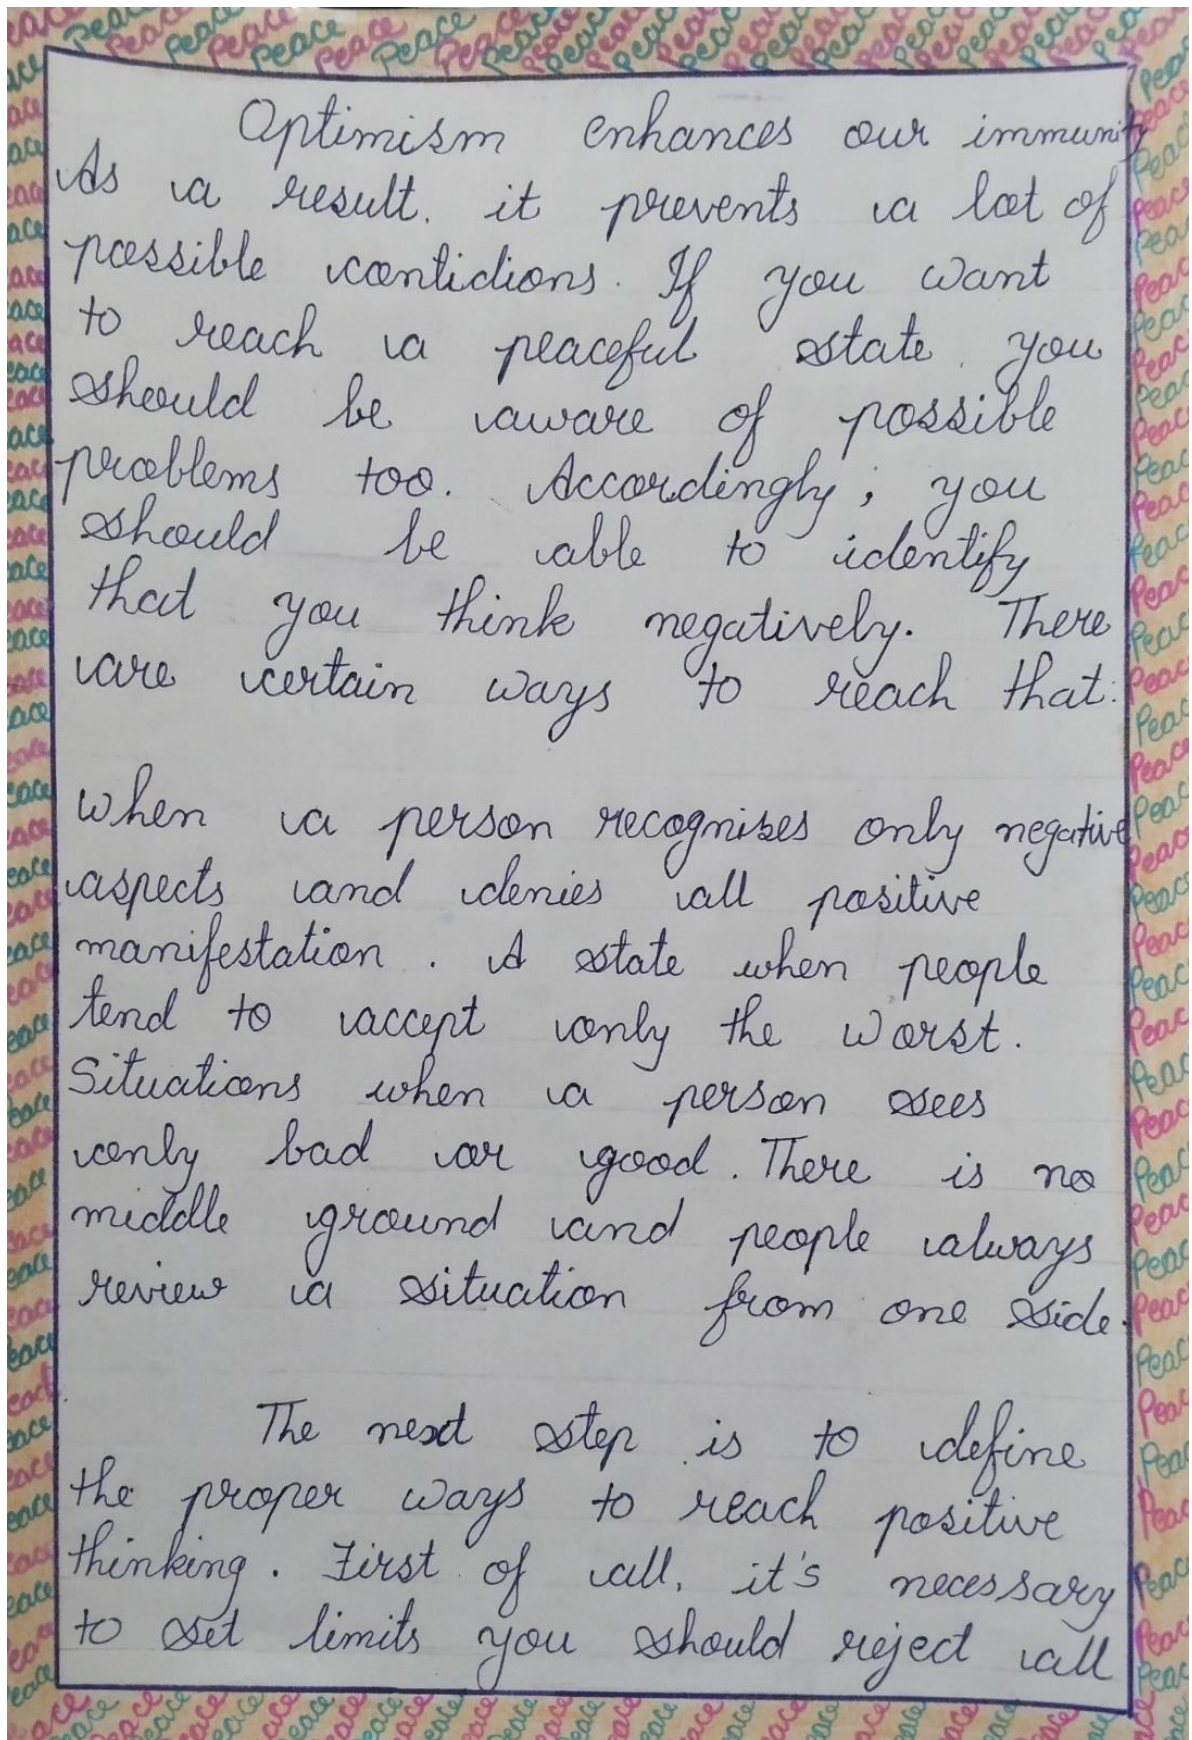 Optimism enhances our immunity
As a result. it prevents a lot of
possible contidions. If you want
to reach a peaceful state. you
should be aware of possible
problems too. Accordingly, you
should be able to identify
that you think negatively. There
are certain ways to reach that:
When a person recognizes only negative
aspects and denies all positive
manifestation. A state when people
tend to accept only the worst.
Situations when a person sees
only bad or good. There is no
middle ground and people always
review a situation from one side.
The next step is to define
the proper ways to reach positive
thinking. First of all, it's necessary
to set limits you should reject all